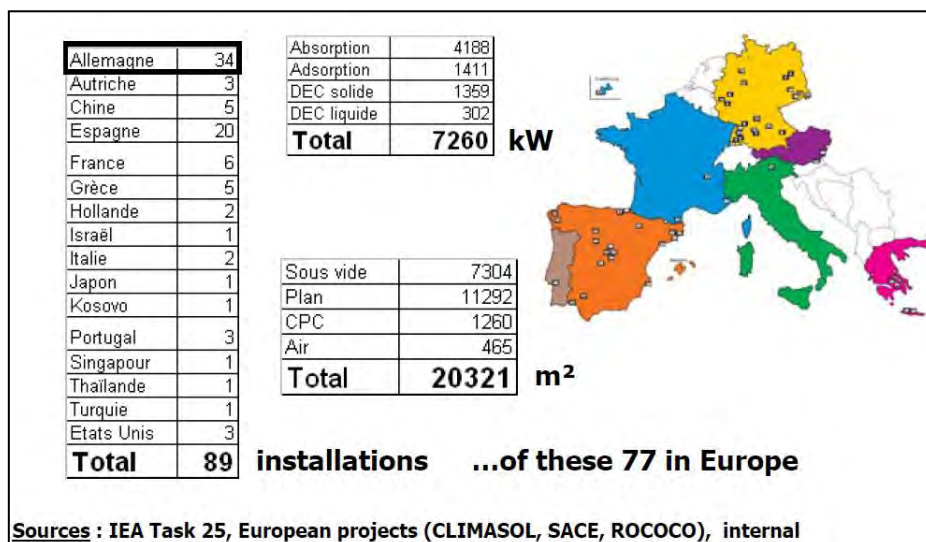 Allemagne 34
Autriche 3
Chine 5
Espagne 20
France 6
Grèce 5
Hollande 2
Israël 1
Italie 2
Japon 1
Kosovo 1
Portugal 3
Singapour 1
Thaïlande 1
Turquie 1
Etats Unis 3
Total 89 installations ...of these 77 in Europe
Absorption 4188
Adsorption 1411
DEC solide 1359
DEC liquide 302
Total 7260 kW
Sous vide 7304
Plan 11292
CPC 1260
Air 465
Total 20321 m²
Sources : IEA Task 25, European projects (CLIMASOL, SACE, ROCOCO), internal